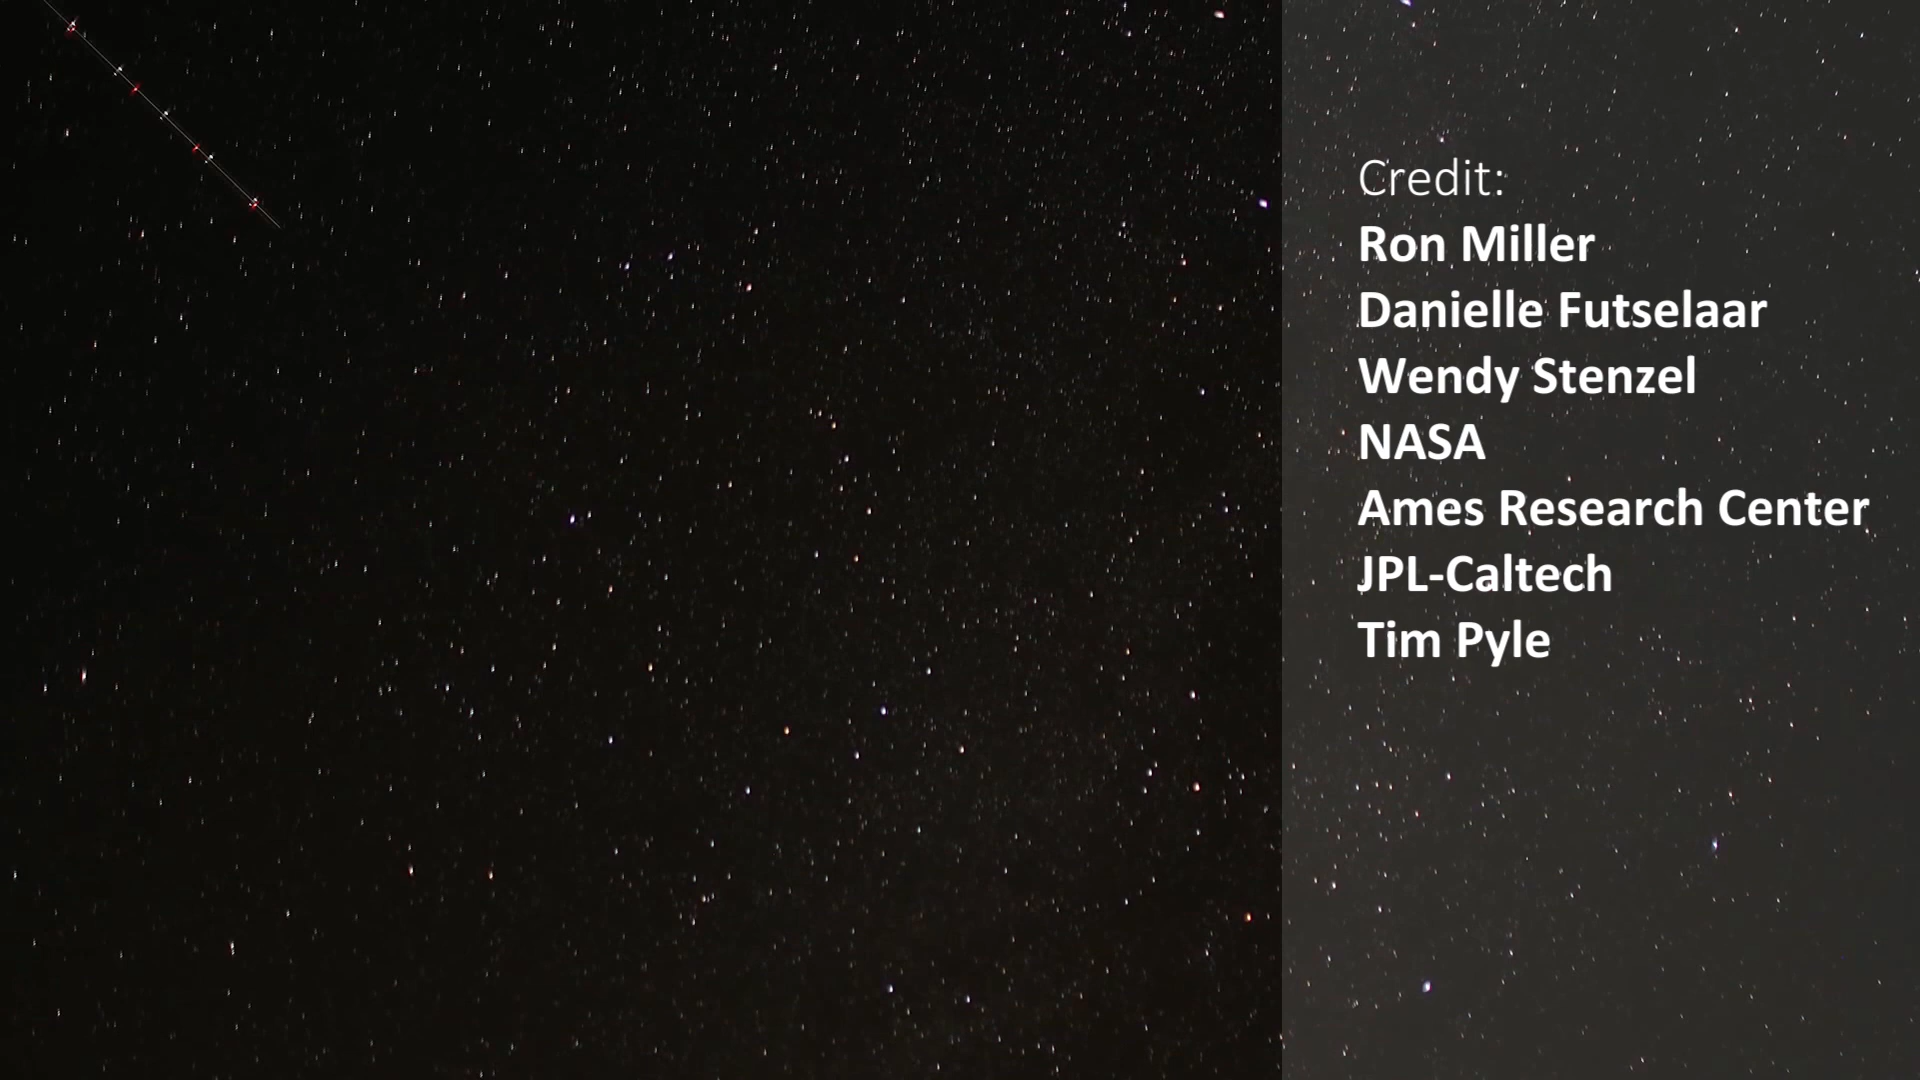 Credit:
Ron Miller
Danielle Futselaar
Wendy Stenzel
NASA
Ames Research Center
JPL-Caltech
Tim Pyle